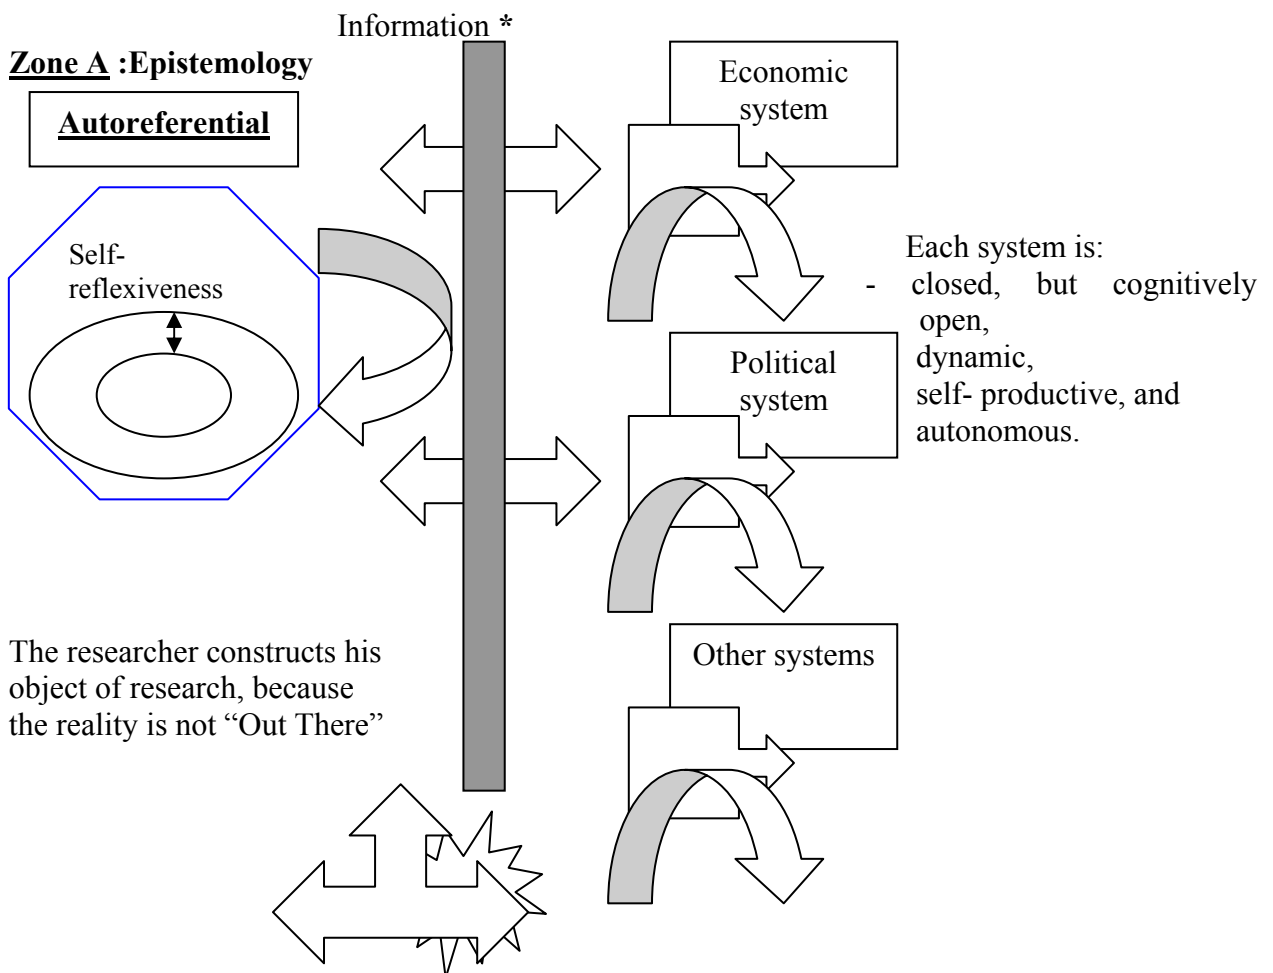 Information *
Zone A :Epistemology
Autoreferential
Self-
reflexiveness
The researcher constructs his
object of research, because
the reality is not “Out There”
Economic
system
Political
system
Other systems
Each system is:
- closed, but cognitively
open,
dynamic,
self- productive, and
autonomous.